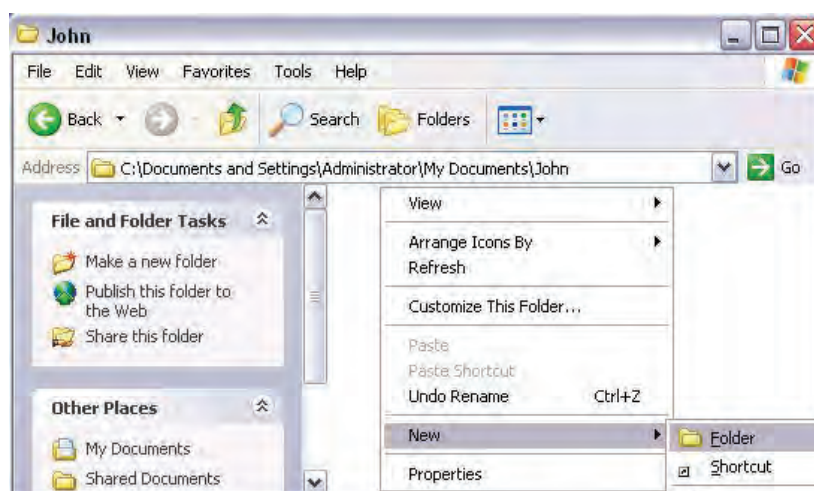 John
File Edit View Favorites Tools Help
Back Search Folders
Address C:\Documents and Settings\Administrator\My Documents\John Go
File and Folder Tasks
Make a new folder
Publish this folder to
the Web
Share this folder
Other Places
My Documents
Shared Documents
View
Arrange Icons By
Refresh
Customize This Folder...
Paste
Paste Shortcut
Undo Rename Ctrl+Z
New
Properties
Folder
Shortcut